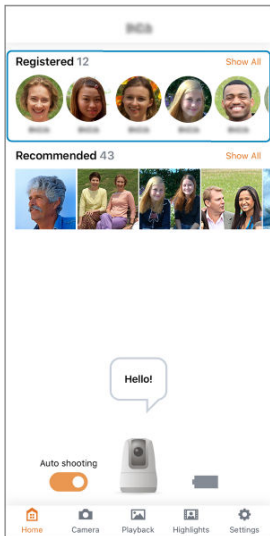 Registered 12 Show All
Recommended 43 Show All
Hello!
Auto shooting
Home Camera Playback Highlights Settings